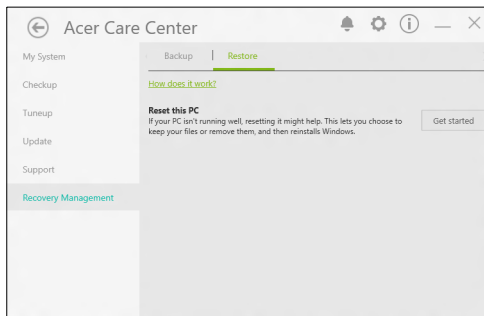 Acer Care Center
My System
Checkup
Tuneup
Update
Support
Recovery Management
Backup
Restore
How does it work?
Reset this PC
If your PC isn't running well, resetting it might help. This lets you choose to
keep your files or remove them, and then reinstalls Windows.
Get started